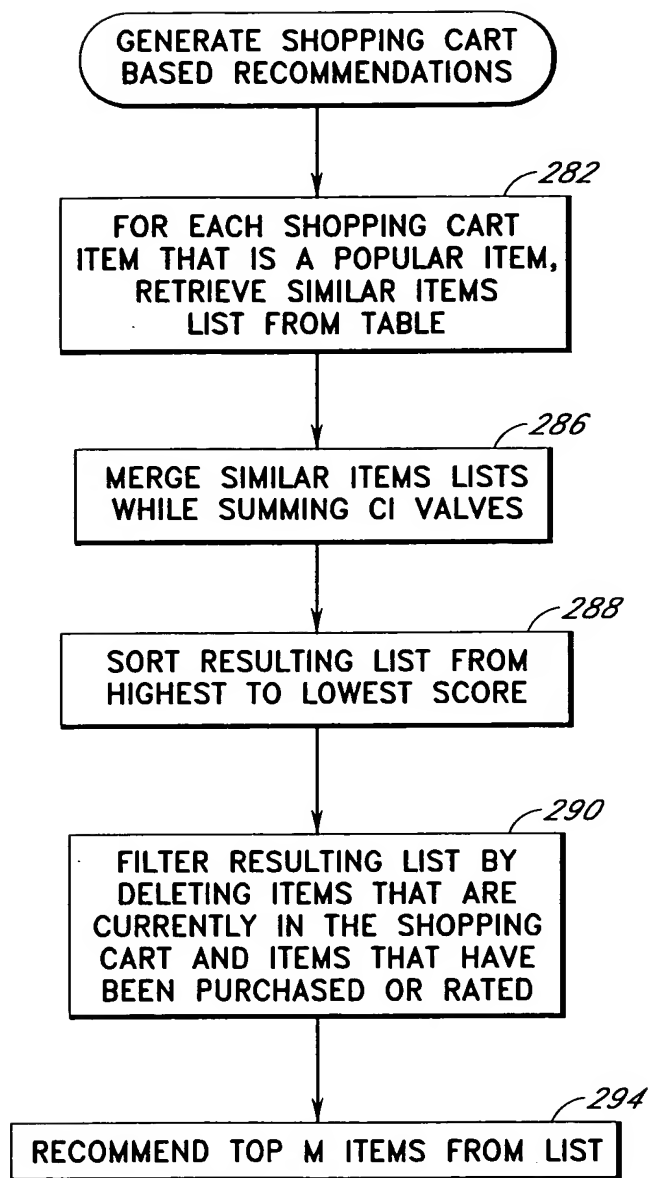 GENERATE SHOPPING CART
BASED RECOMMENDATIONS
282
FOR EACH SHOPPING CART
ITEM THAT IS A POPULAR ITEM,
RETRIEVE SIMILAR ITEMS
LIST FROM TABLE
286
MERGE SIMILAR ITEMS LISTS
WHILE SUMMING CI VALVES
288
SORT RESULTING LIST FROM
HIGHEST TO LOWEST SCORE
290
FILTER RESULTING LIST BY
DELETING ITEMS THAT ARE
CURRENTLY IN THE SHOPPING
CART AND ITEMS THAT HAVE
BEEN PURCHASED OR RATED
294
RECOMMEND TOP M ITEMS FROM LIST